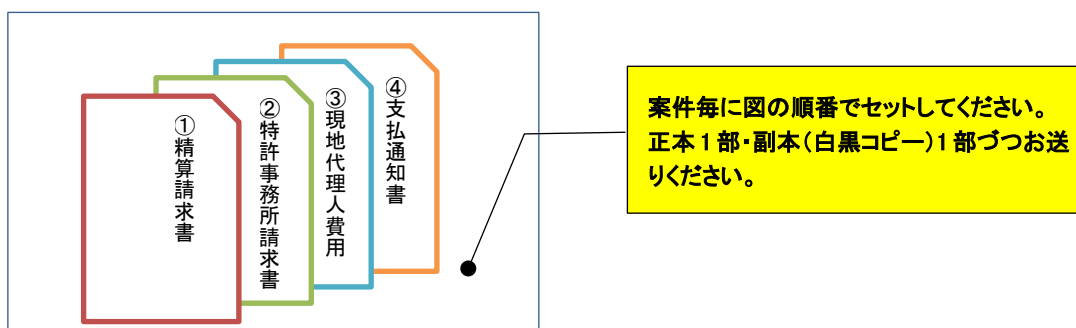 ①精算請求書
②特許事務所請求書
③現地代理人費用
④支払通知書
案件毎に図の順番でセットしてください。
正本１部・副本（白黒コピー）１部づつお送
りください。